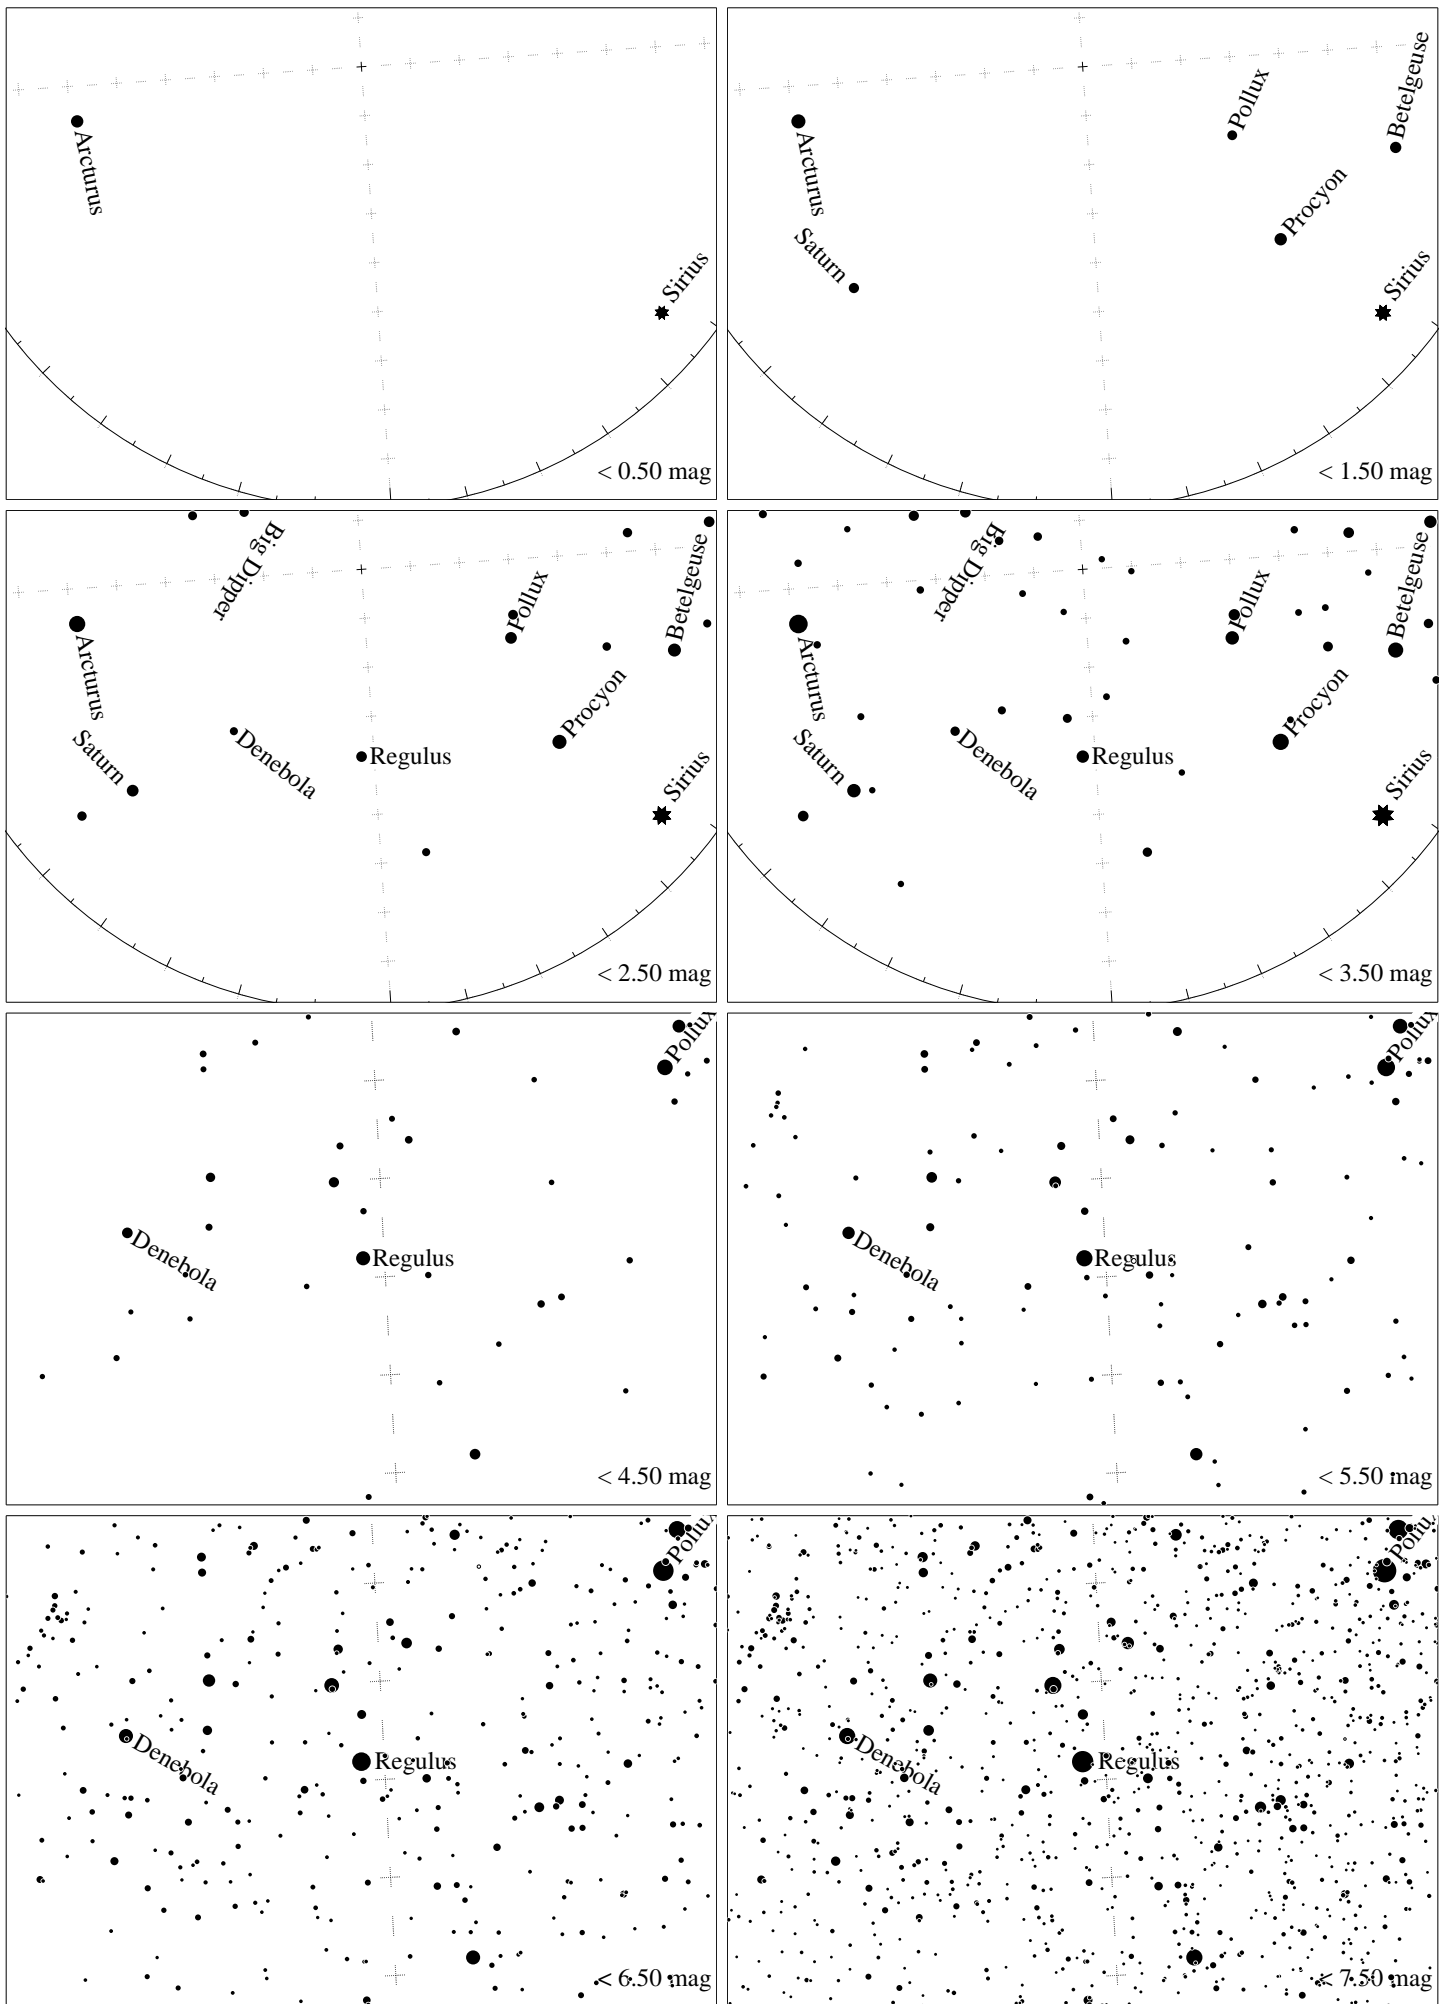 Arcturus
Sirius
< 0.50 mag
Pollux
Betelgeuse
Arcturus
Procyon
Saturn
Sirius
< 1.50 mag
Big Dipper
Pollux
Betelgeuse
Arcturus
Procyon
Saturn
Denebola
Regulus
Sirius
< 2.50 mag
Big Dipper
Pollux
Betelgeuse
Arcturus
Procyon
Saturn
Denebola
Regulus
Sirius
< 3.50 mag
Pollux
Denebola
Regulus
< 4.50 mag
Pollux
Denebola
Regulus
< 5.50 mag
Pollux
Denebola
Regulus
< 6.50 mag
Pollu
Denebola
Regulus
< 7.50 mag